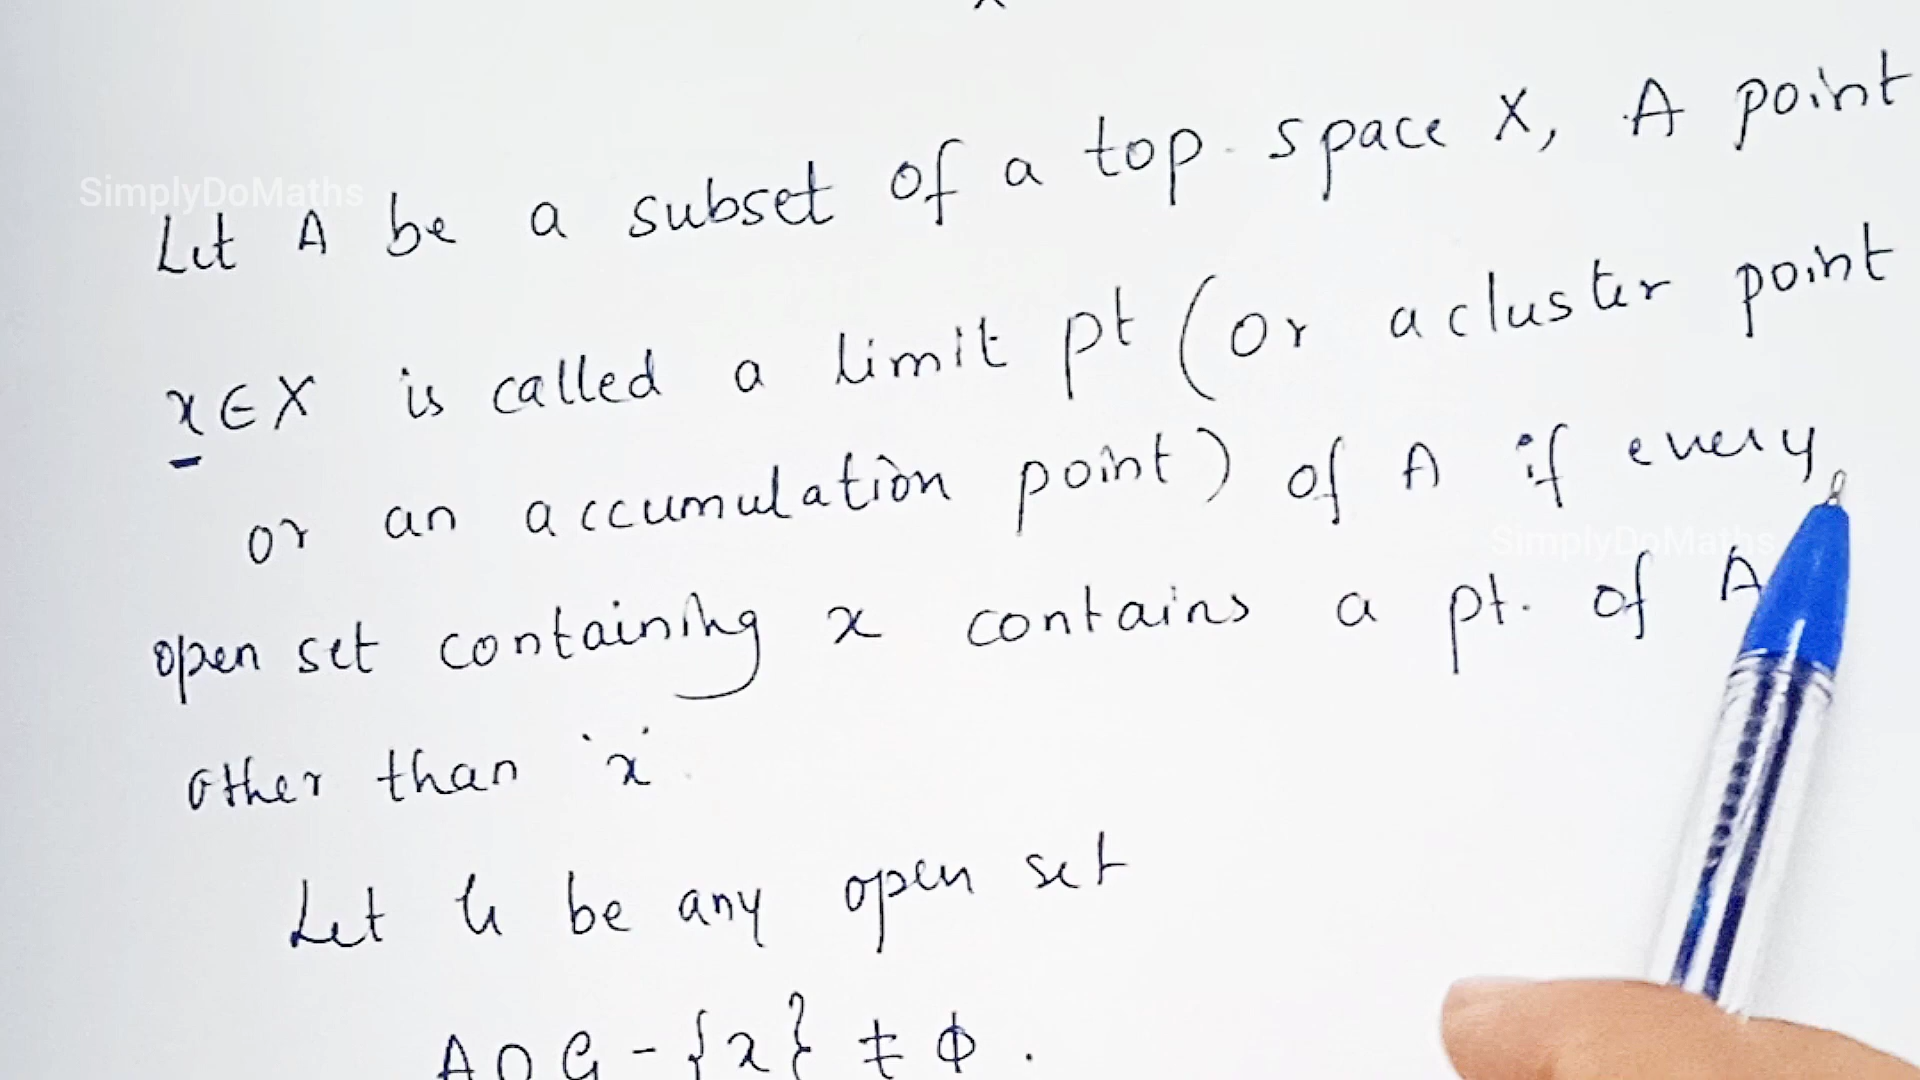 SimplyDoMaths
Let A be a subset of a top. space X, A point
x∈X is called a limit pt (or a cluster point
or an accumulation point) of A if every
SimplyDoMaths
open set containing x contains a pt. of A
other than 'x'.
Let G be any open set
A∩G-{x} ≠ ϕ.